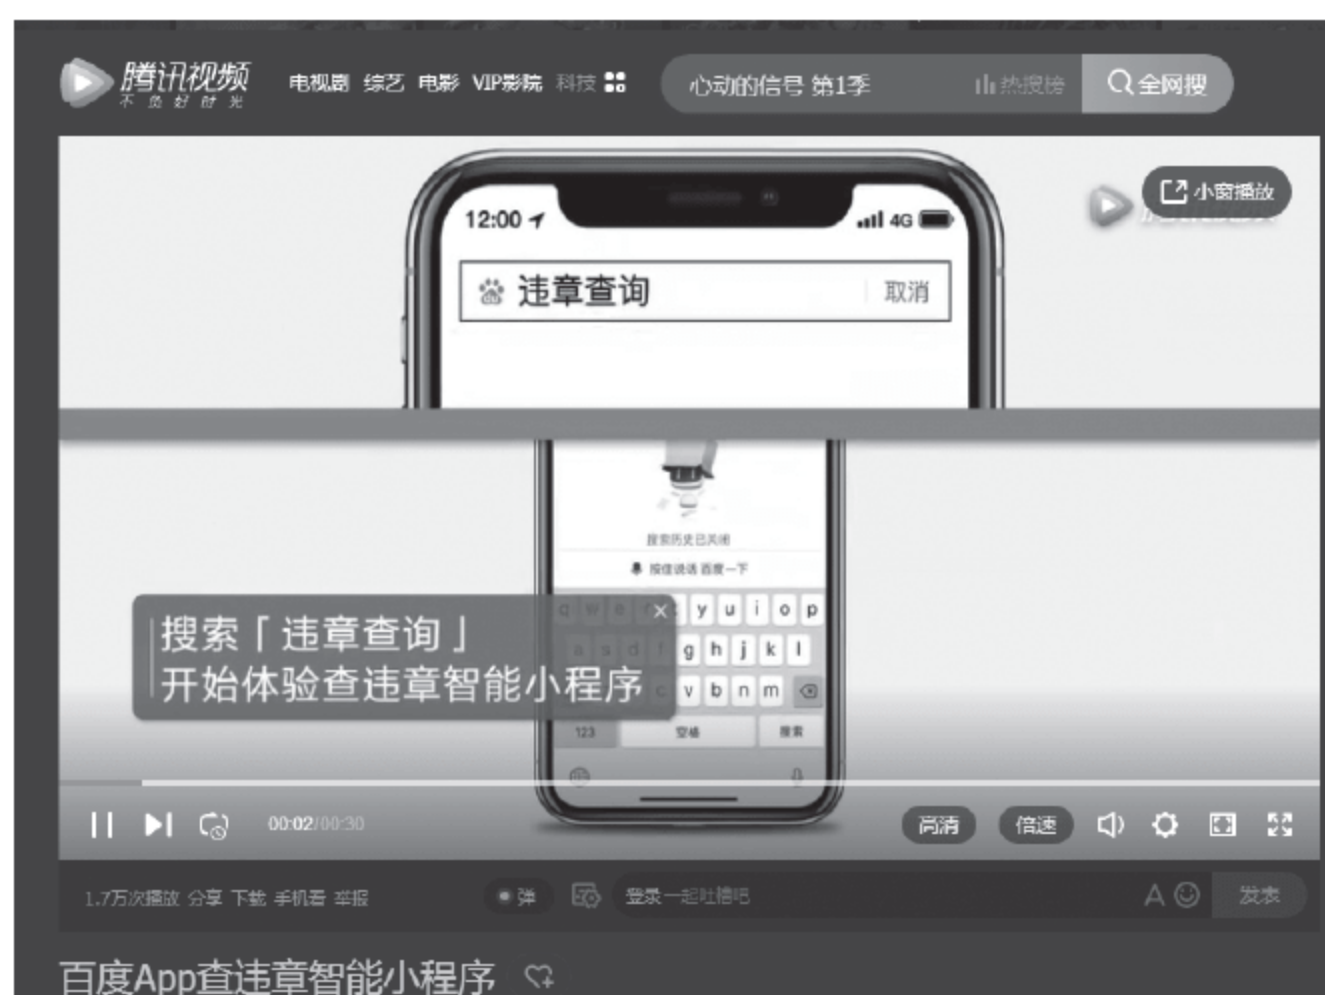 腾讯视频
不负好时光
电视剧 综艺 电影 VIP影院 科技
心动的信号 第1季
热搜榜
全网搜
小窗播放
12:00
4G
违章查询
取消
搜索历史已关闭
按住说话 百度一下
q w e y u i o p
a s d f g h j k l
c v b n m
123 空格 搜索
搜索「违章查询」
开始体验查违章智能小程序
00:02/00:30
高清
倍速
1.7万次播放 分享 下载 手机看 举报
弹
登录一起吐槽吧
发表
百度App查违章智能小程序